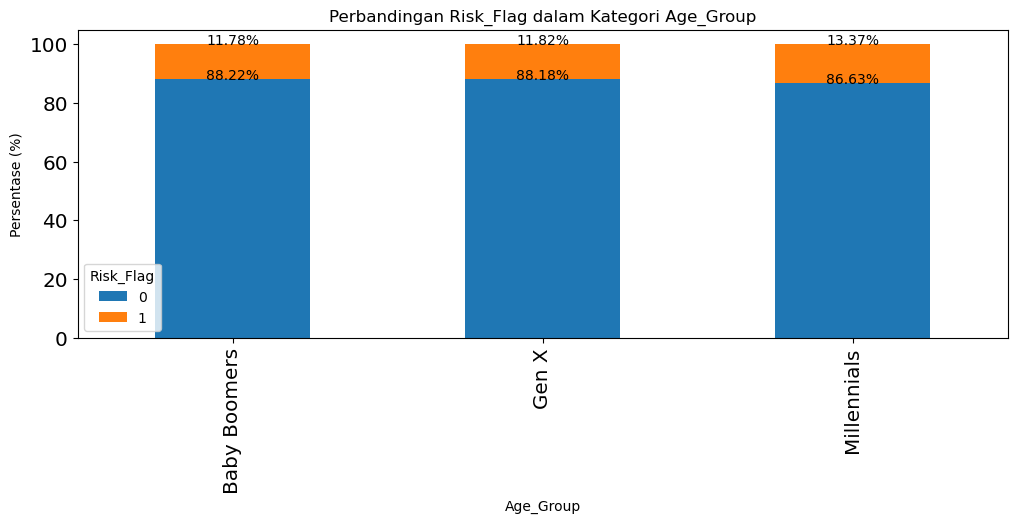 Perbandingan Risk_Flag dalam Kategori Age_Group
Persentase (%)
100
80
60
40
20
0
11.78%
88.22%
11.82%
88.18%
13.37%
86.63%
Risk_Flag
0
1
Baby Boomers
Gen X
Millennials
Age_Group